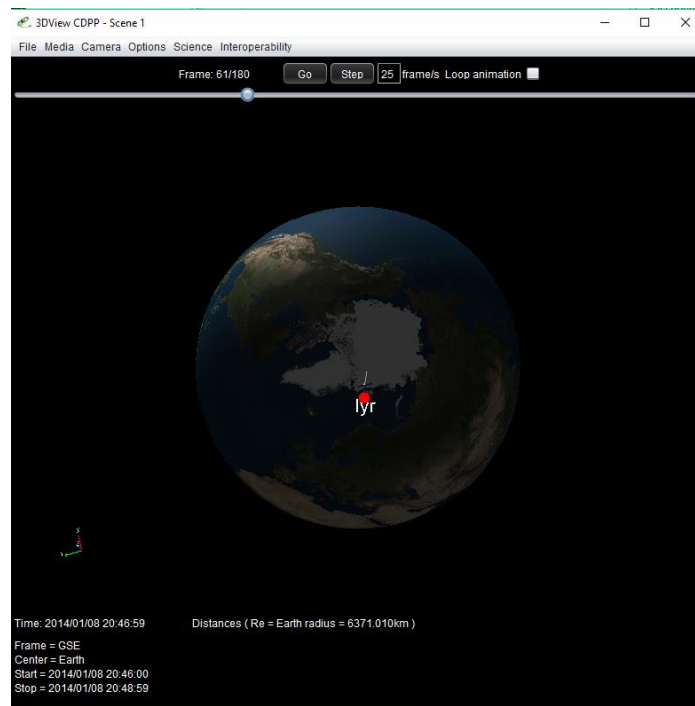 3DView CDPP - Scene 1
File Media Camera Options Science Interoperability
Frame: 61/180 Go Step 25 frame/s Loop animation
lyr
Time: 2014/01/08 20:46:59 Distances ( Re = Earth radius = 6371.010km )
Frame = GSE
Center = Earth
Start = 2014/01/08 20:46:00
Stop = 2014/01/08 20:48:59